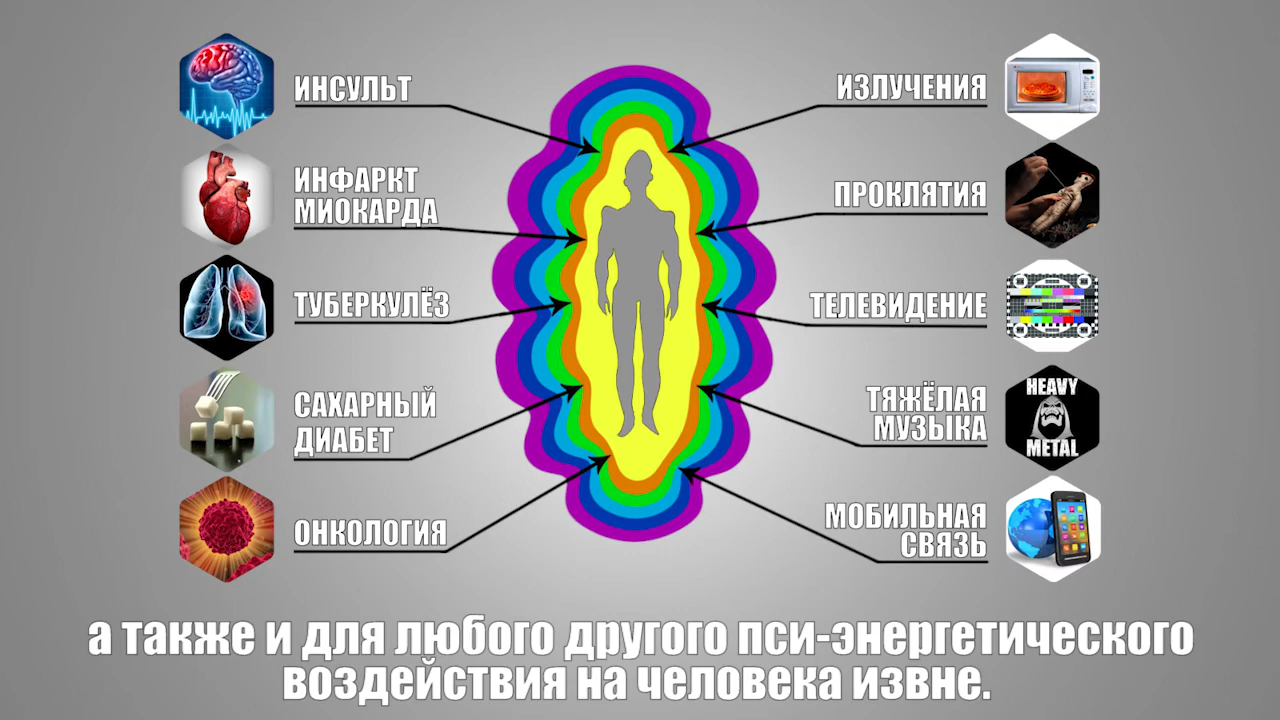 ИНСУЛЬТ
ИНФАРКТ
МИОКАРДА
ТУБЕРКУЛЁЗ
САХАРНЫЙ
ДИАБЕТ
ОНКОЛОГИЯ
ИЗЛУЧЕНИЯ
ПРОКЛЯТИЯ
ТЕЛЕВИДЕНИЕ
ТЯЖЁЛАЯ
МУЗЫКА
HEAVY
METAL
МОБИЛЬНАЯ
СВЯЗЬ
а также и для любого другого пси-энергетического
воздействия на человека извне.